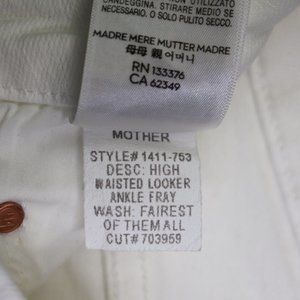 CANDEGGINA. STIRARE MEDIO SE
NECESSARIO. O SOLO PULITO SECCO.
MADRE MERE MUTTER MADRE
母母親어머니
RN 133376
CA 62349
MOTHER
STYLE# 1411-753
DESC: HIGH
WAISTED LOOKER
ANKLE FRAY
WASH: FAIREST
OF THEM ALL
CUT# 703959